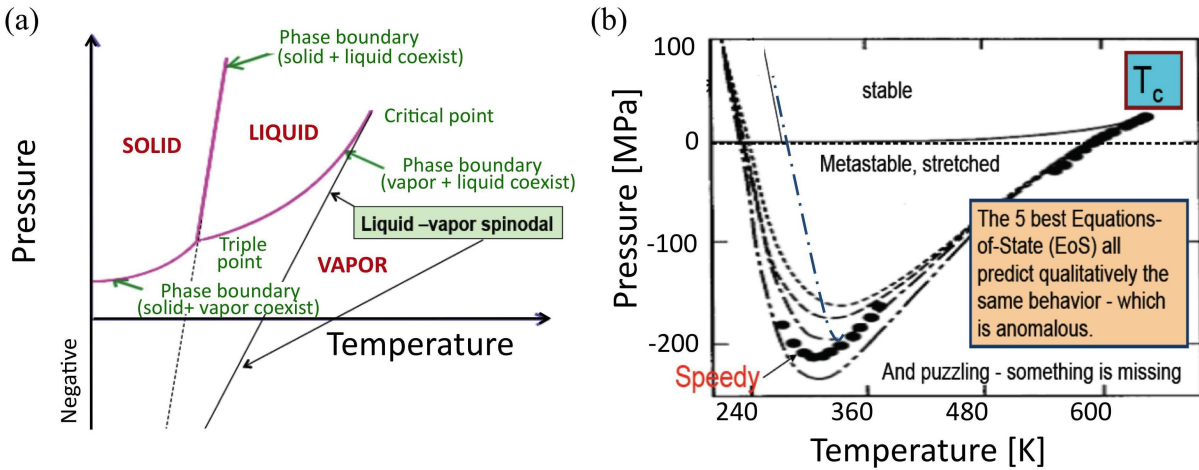 (a)
Pressure
Negative
Phase boundary
(solid + liquid coexist)
SOLID
LIQUID
Critical point
Phase boundary
(vapor + liquid coexist)
Liquid –vapor spinodal
Triple
point
VAPOR
Phase boundary
(solid+ vapor coexist)
Temperature
(b)
Pressure [MPa]
100
0
-100
-200
stable
Tc
Metastable, stretched
The 5 best Equations-
of-State (EoS) all
predict qualitatively the
same behavior - which
is anomalous.
Speedy
And puzzling - something is missing
240 360 480 600
Temperature [K]